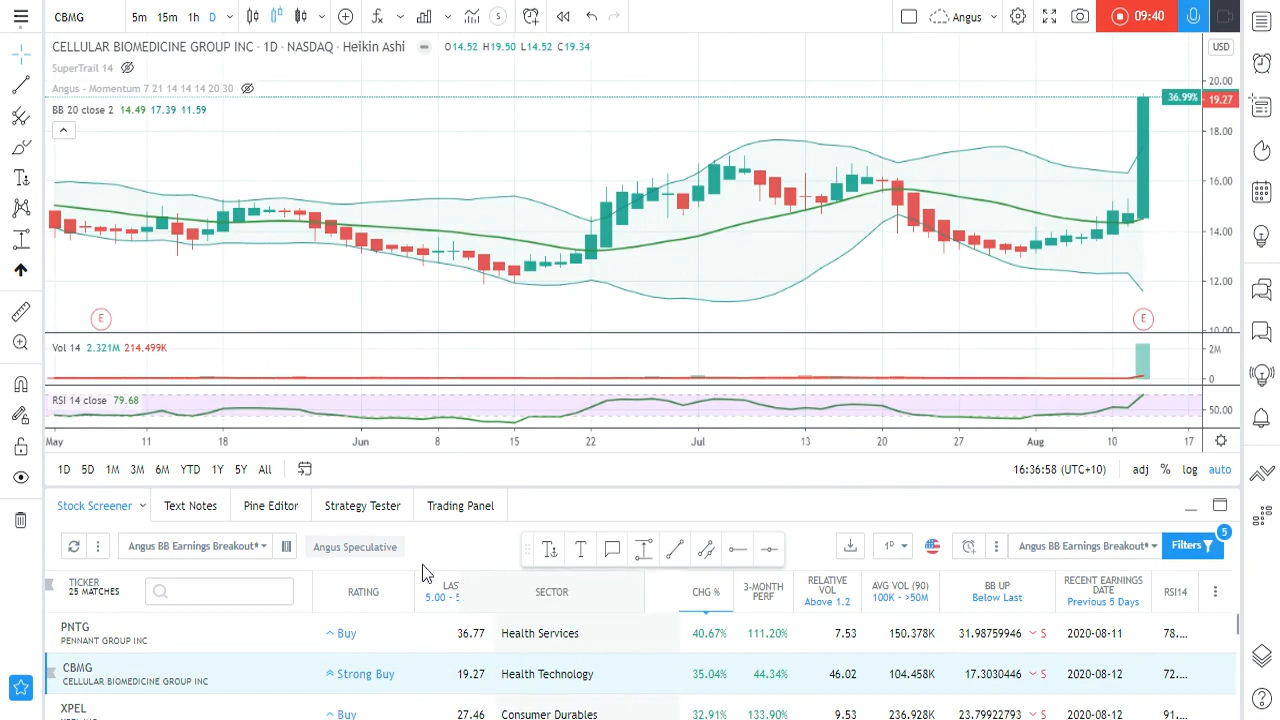 CBMG 5m 15m 1h D S Angus 09:40
CELLULAR BIOMEDICINE GROUP INC · 1D · NASDAQ · Heikin Ashi O14.52 H19.50 L14.52 C19.34 USD
SuperTrail 14
Angus - Momentum 7 21 14 14 14 20 30
BB 20 close 2 14.49 17.39 11.59
20.00
36.99% 19.27
18.00
16.00
14.00
12.00
10.00
E E
Vol 14 2.321M 214.499K 2M
0
RSI 14 close 79.68
50.00
May 11 18 Jun 8 15 22 Jul 13 20 27 Aug 10 17
1D 5D 1M 3M 6M YTD 1Y 5Y All 16:36:58 (UTC+10) adj % log auto
Stock Screener Text Notes Pine Editor Strategy Tester Trading Panel
Angus BB Earnings Breakout* Angus Speculative 1D Angus BB Earnings Breakout* Filters 5
TICKER
25 MATCHES
RATING
LAS
5.00 - 5
SECTOR
CHG %
3-MONTH
PERF
RELATIVE
VOL
Above 1.2
AVG VOL (90)
100K - >50M
BB UP
Below Last
RECENT EARNINGS
DATE
Previous 5 Days
RSI14
PNTG
PENNANT GROUP INC
Buy 36.77 Health Services 40.67% 111.20% 7.53 150.378K 31.98759946 S 2020-08-11 78....
CBMG
CELLULAR BIOMEDICINE GROUP INC
Strong Buy 19.27 Health Technology 35.04% 44.34% 46.02 104.458K 17.3030446 S 2020-08-12 72....
XPEL
Buy 27.46 Consumer Durables 32.91% 133.90% 9.53 236.928K 23.79922793 S 2020-08-12 91....